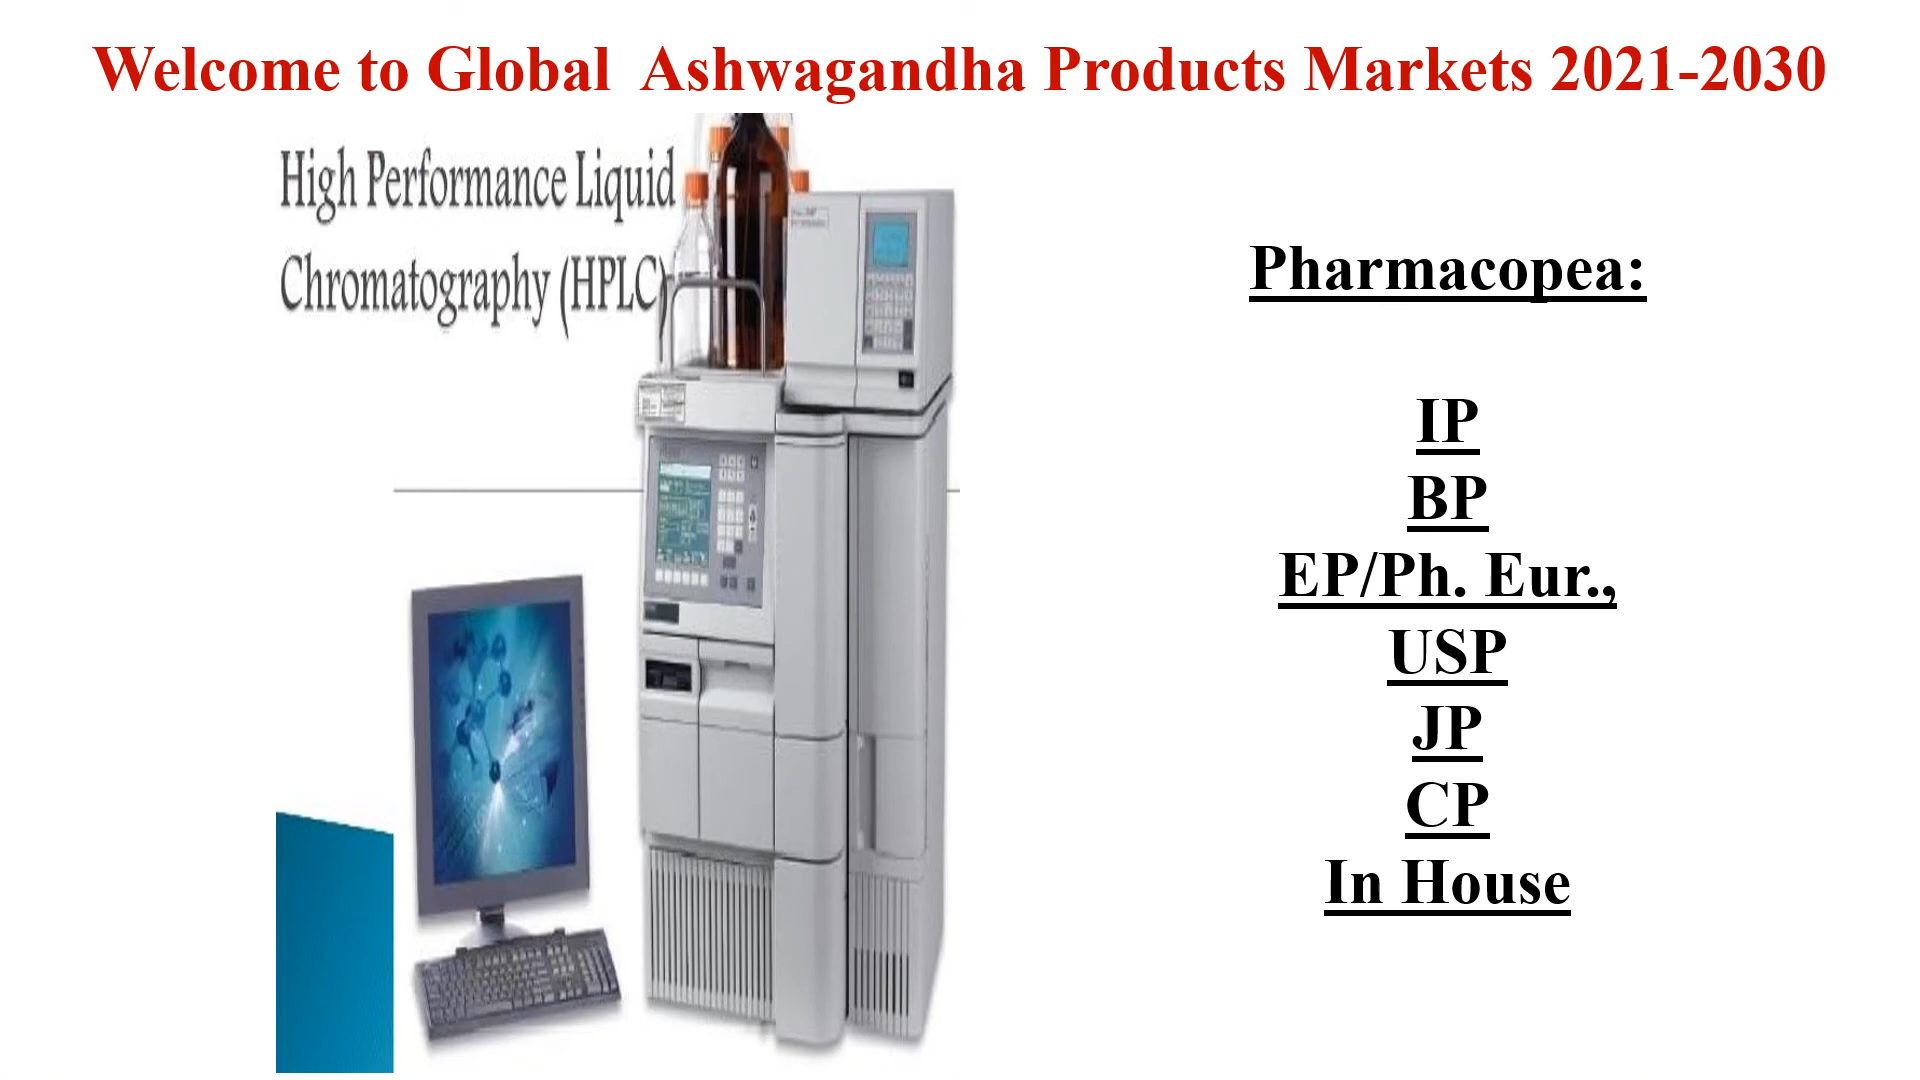 Welcome to Global  Ashwagandha Products Markets 2021-2030
High Performance Liquid
Chromatography (HPLC)
Pharmacopea:
IP
BP
EP/Ph. Eur.,
USP
JP
CP
In House